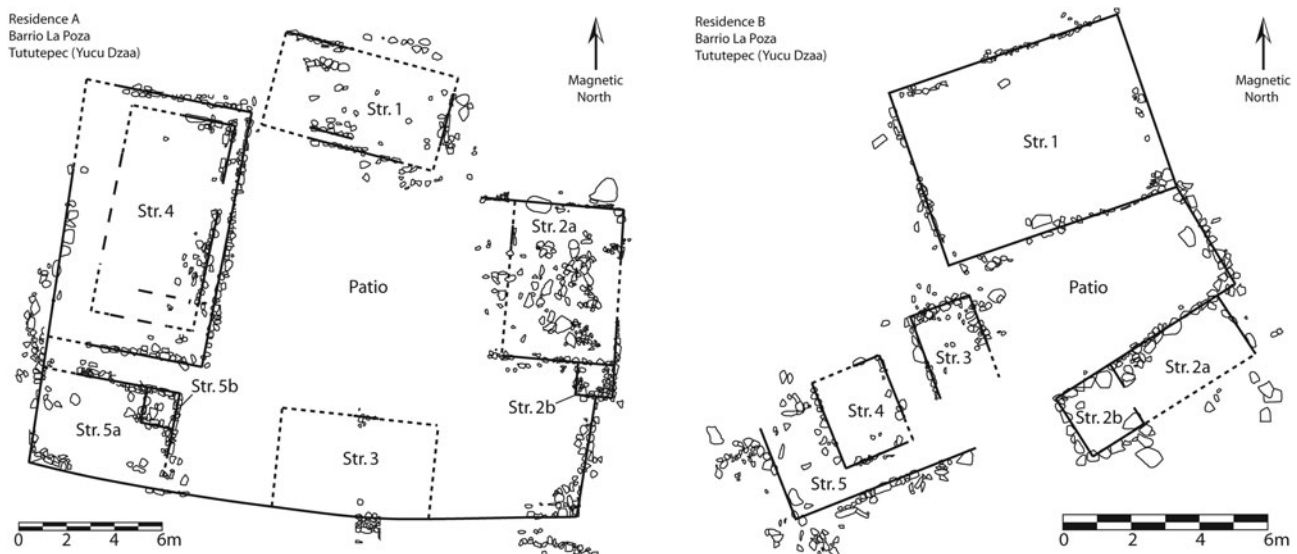 Residence A
Barrio La Poza
Tututepec (Yucu Dzaa)
Magnetic
North
Str. 1
Str. 4
Str. 2a
Patio
Str. 5b
Str. 2b
Str. 5a
Str. 3
0 2 4 6m
Residence B
Barrio La Poza
Tututepec (Yucu Dzaa)
Magnetic
North
Str. 1
Patio
Str. 3
Str. 2a
Str. 4
Str. 2b
Str. 5
0 2 4 6m